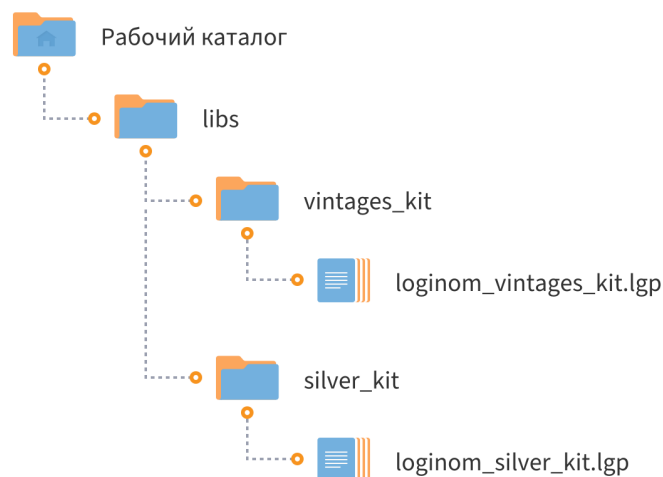 Рабочий каталог
libs
vintages_kit
loginom_vintages_kit.lgp
silver_kit
loginom_silver_kit.lgp